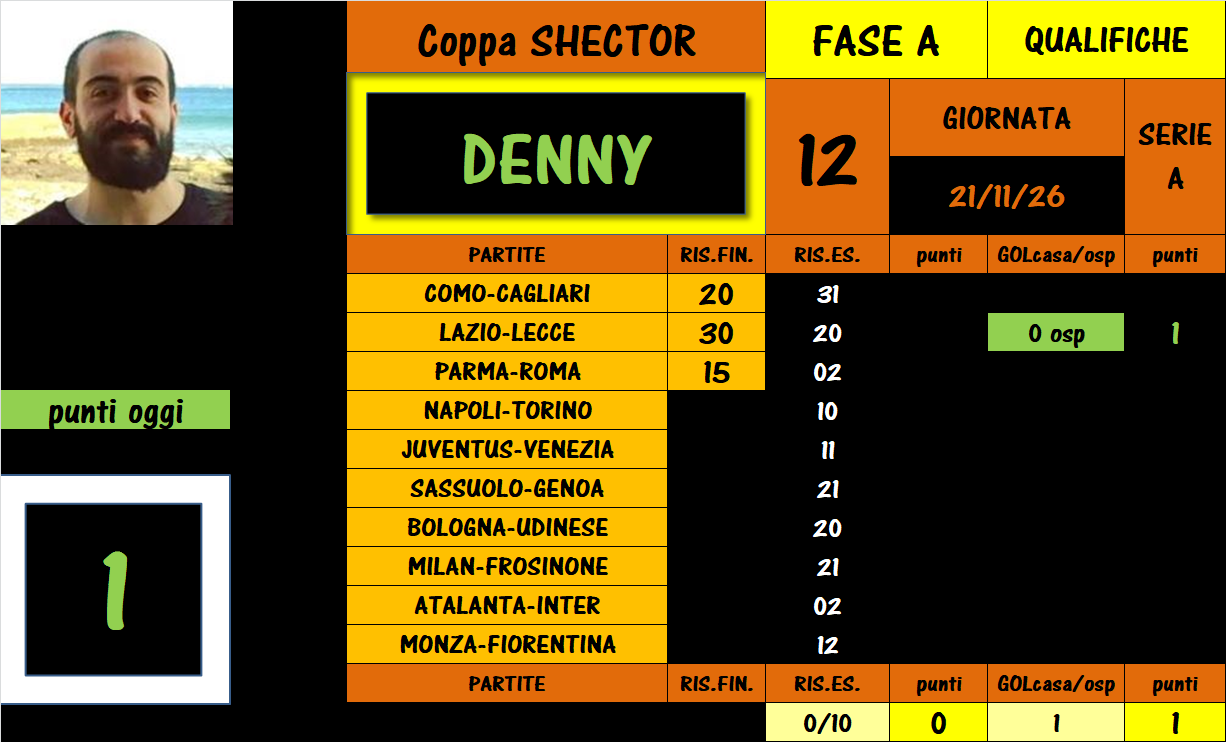 Coppa SHECTOR
FASE A
QUALIFICHE
DENNY
12
GIORNATA
21/11/26
SERIE
A
PARTITE RIS.FIN. RIS.ES. punti GOLcasa/osp punti
COMO-CAGLIARI 20 31
LAZIO-LECCE 30 20 0 osp 1
PARMA-ROMA 15 02
NAPOLI-TORINO 10
JUVENTUS-VENEZIA 11
SASSUOLO-GENOA 21
BOLOGNA-UDINESE 20
MILAN-FROSINONE 21
ATALANTA-INTER 02
MONZA-FIORENTINA 12
PARTITE RIS.FIN. RIS.ES. punti GOLcasa/osp punti
0/10 0 1 1
punti oggi
1